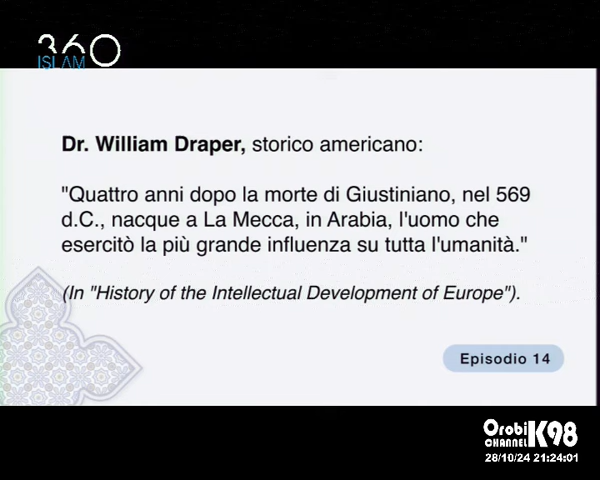 360
ISLAM
Dr. William Draper, storico americano:
"Quattro anni dopo la morte di Giustiniano, nel 569
d.C., nacque a La Mecca, in Arabia, l'uomo che
esercitò la più grande influenza su tutta l'umanità."
(In "History of the Intellectual Development of Europe").
Episodio 14
Orobi
CHANNEL K98
28/10/24 21:24:01